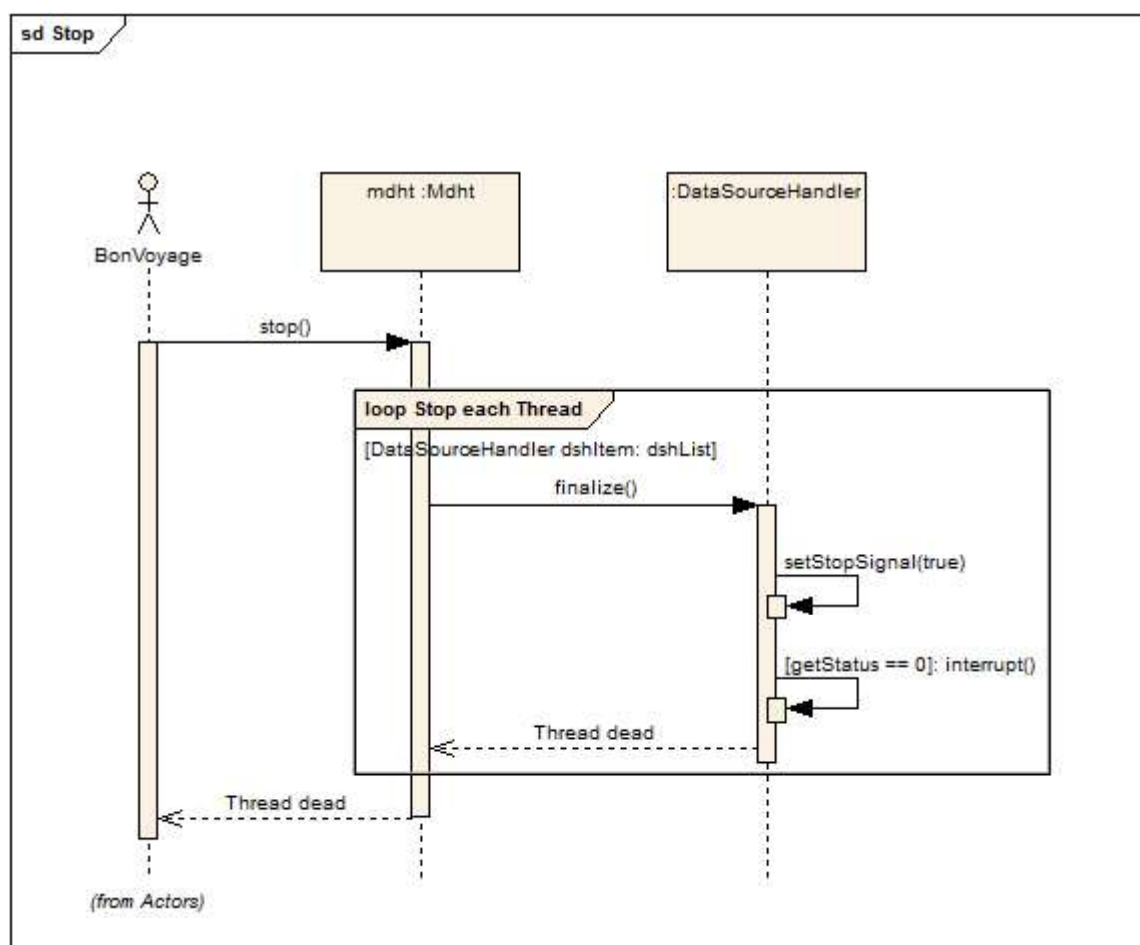 sd Stop
mdht :Mdht
:DataSourceHandler
BonVoyage
stop()
loop Stop each Thread
[DataSourceHandler dshItem: dshList]
finalize()
setStopSignal(true)
[getStatus == 0]: interrupt()
Thread dead
Thread dead
(from Actors)